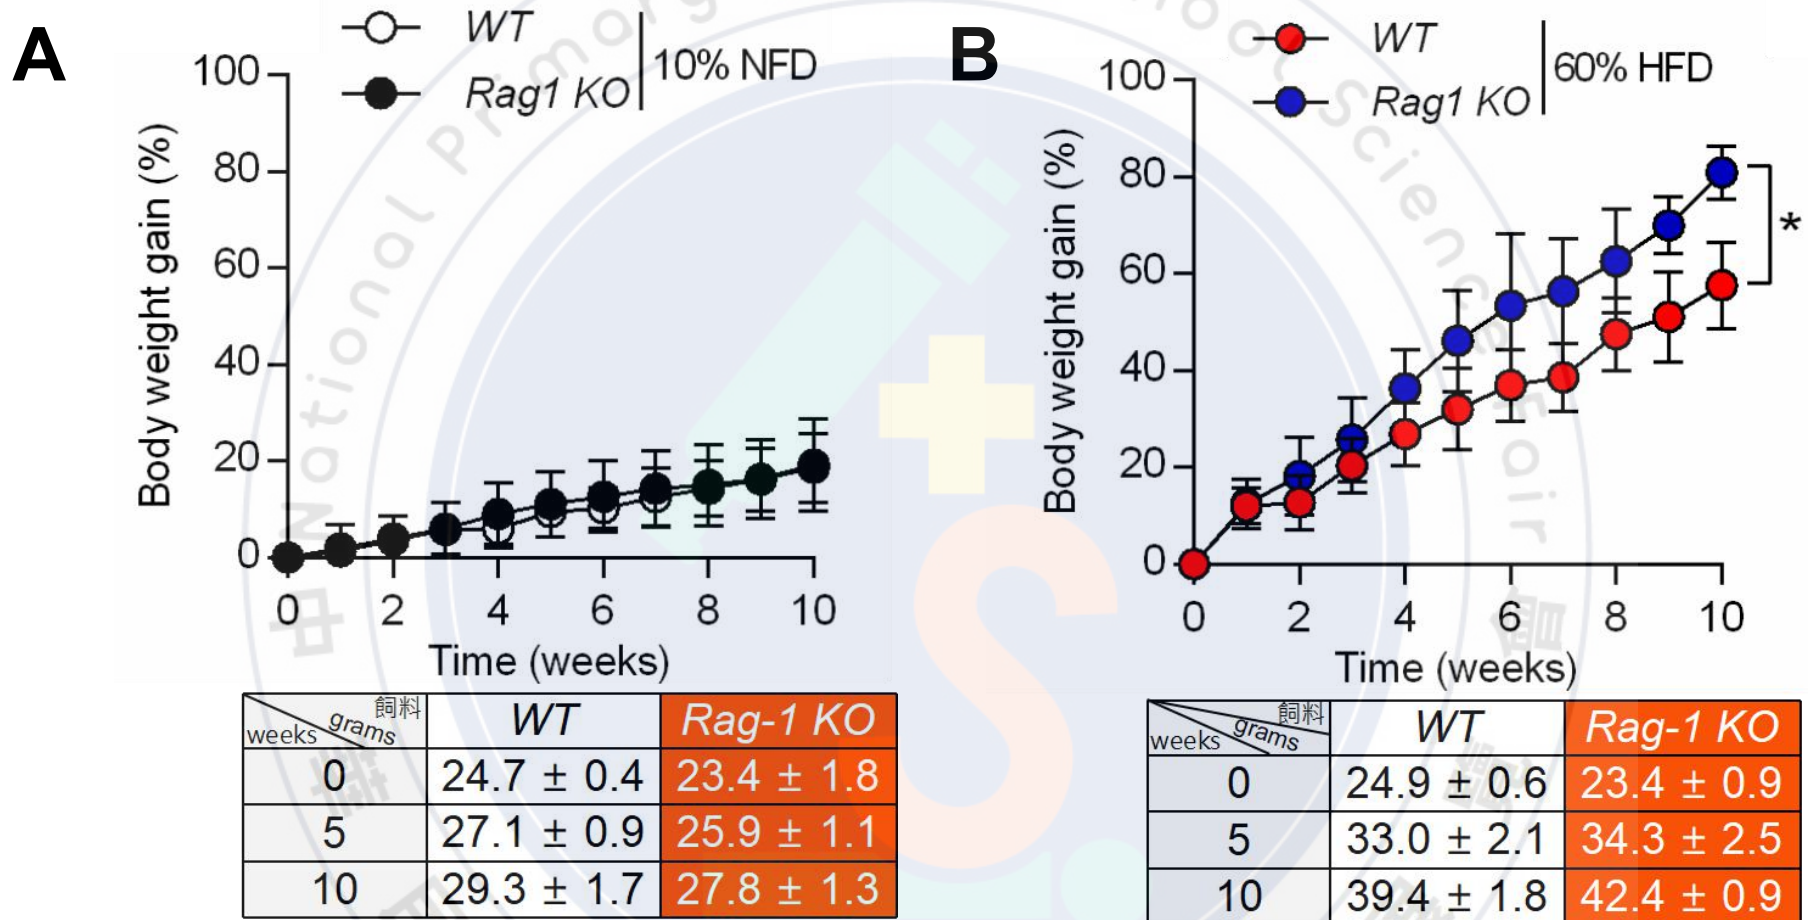 A
WT
Rag1 KO
10% NFD
Body weight gain (%)
100
80
60
40
20
0
0 2 4 6 8 10
Time (weeks)
飼料
grams
weeks
WT Rag-1 KO
0 24.7 ± 0.4 23.4 ± 1.8
5 27.1 ± 0.9 25.9 ± 1.1
10 29.3 ± 1.7 27.8 ± 1.3
B
WT
Rag1 KO
60% HFD
Body weight gain (%)
100
80
60
40
20
0
*
0 2 4 6 8 10
Time (weeks)
飼料
grams
weeks
WT Rag-1 KO
0 24.9 ± 0.6 23.4 ± 0.9
5 33.0 ± 2.1 34.3 ± 2.5
10 39.4 ± 1.8 42.4 ± 0.9
National Primary
Science Fair
中華